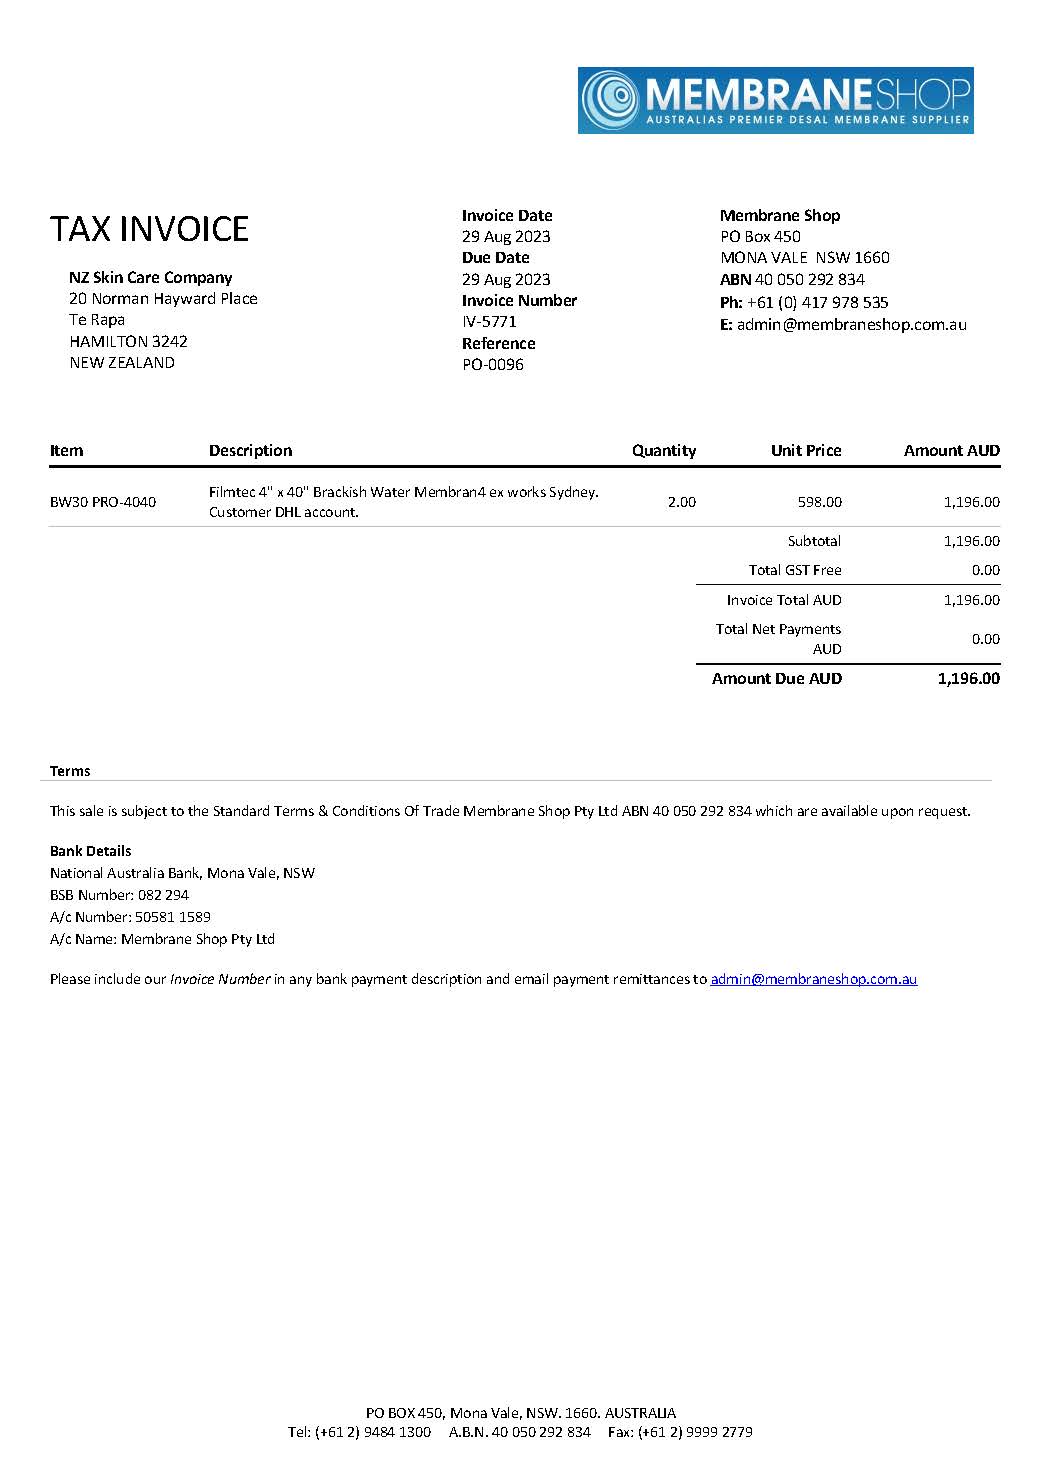 MEMBRANESHOP
AUSTRALIAS PREMIER DESAL MEMBRANE SUPPLIER
TAX INVOICE
NZ Skin Care Company
20 Norman Hayward Place
Te Rapa
HAMILTON 3242
NEW ZEALAND
Invoice Date
29 Aug 2023
Due Date
29 Aug 2023
Invoice Number
IV-5771
Reference
PO-0096
Membrane Shop
PO Box 450
MONA VALE  NSW 1660
ABN 40 050 292 834
Ph: +61 (0) 417 978 535
E: admin@membraneshop.com.au
Item Description Quantity Unit Price Amount AUD
BW30 PRO-4040 Filmtec 4" x 40" Brackish Water Membran4 ex works Sydney. 2.00 598.00 1,196.00
Customer DHL account.
Subtotal 1,196.00
Total GST Free 0.00
Invoice Total AUD 1,196.00
Total Net Payments 0.00
AUD
Amount Due AUD 1,196.00
Terms
This sale is subject to the Standard Terms & Conditions Of Trade Membrane Shop Pty Ltd ABN 40 050 292 834 which are available upon request.
Bank Details
National Australia Bank, Mona Vale, NSW
BSB Number: 082 294
A/c Number: 50581 1589
A/c Name: Membrane Shop Pty Ltd
Please include our Invoice Number in any bank payment description and email payment remittances to admin@membraneshop.com.au
PO BOX 450, Mona Vale, NSW. 1660. AUSTRALIA
Tel: (+61 2) 9484 1300 A.B.N. 40 050 292 834 Fax: (+61 2) 9999 2779